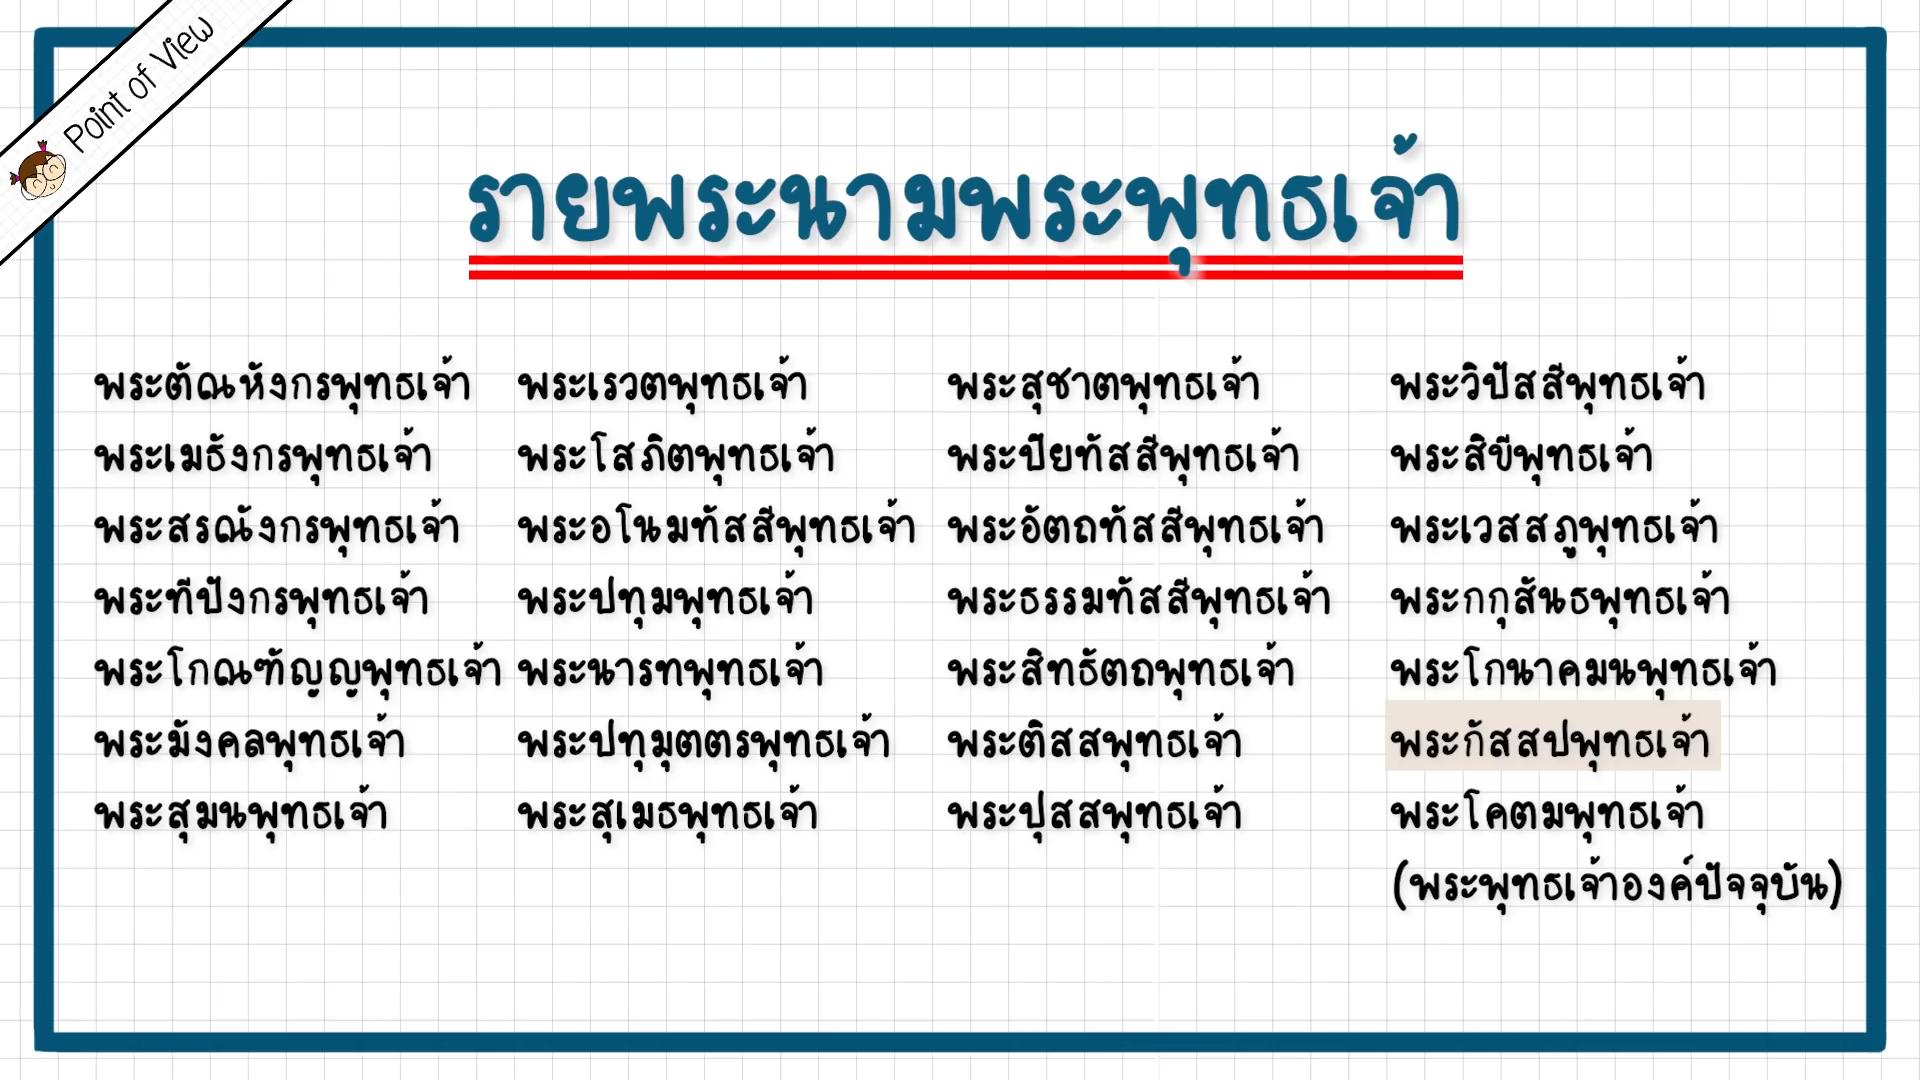 Point of View
รายพระนามพระพุทธเจ้า
พระตัณหังกรพุทธเจ้า
พระเมธังกรพุทธเจ้า
พระสรณังกรพุทธเจ้า
พระทีปังกรพุทธเจ้า
พระโกณฑัญญพุทธเจ้า
พระมังคลพุทธเจ้า
พระสุมนพุทธเจ้า
พระเรวตพุทธเจ้า
พระโสภิตพุทธเจ้า
พระอโนมทัสสีพุทธเจ้า
พระปทุมพุทธเจ้า
พระนารทพุทธเจ้า
พระปทุมุตตรพุทธเจ้า
พระสุเมธพุทธเจ้า
พระสุชาตพุทธเจ้า
พระปิยทัสสีพุทธเจ้า
พระอัตถทัสสีพุทธเจ้า
พระธรรมทัสสีพุทธเจ้า
พระสิทธัตถพุทธเจ้า
พระติสสพุทธเจ้า
พระปุสสพุทธเจ้า
พระวิปัสสีพุทธเจ้า
พระสิขีพุทธเจ้า
พระเวสสภูพุทธเจ้า
พระกกุสันธพุทธเจ้า
พระโกนาคมนพุทธเจ้า
พระกัสสปพุทธเจ้า
พระโคตมพุทธเจ้า
(พระพุทธเจ้าองค์ปัจจุบัน)